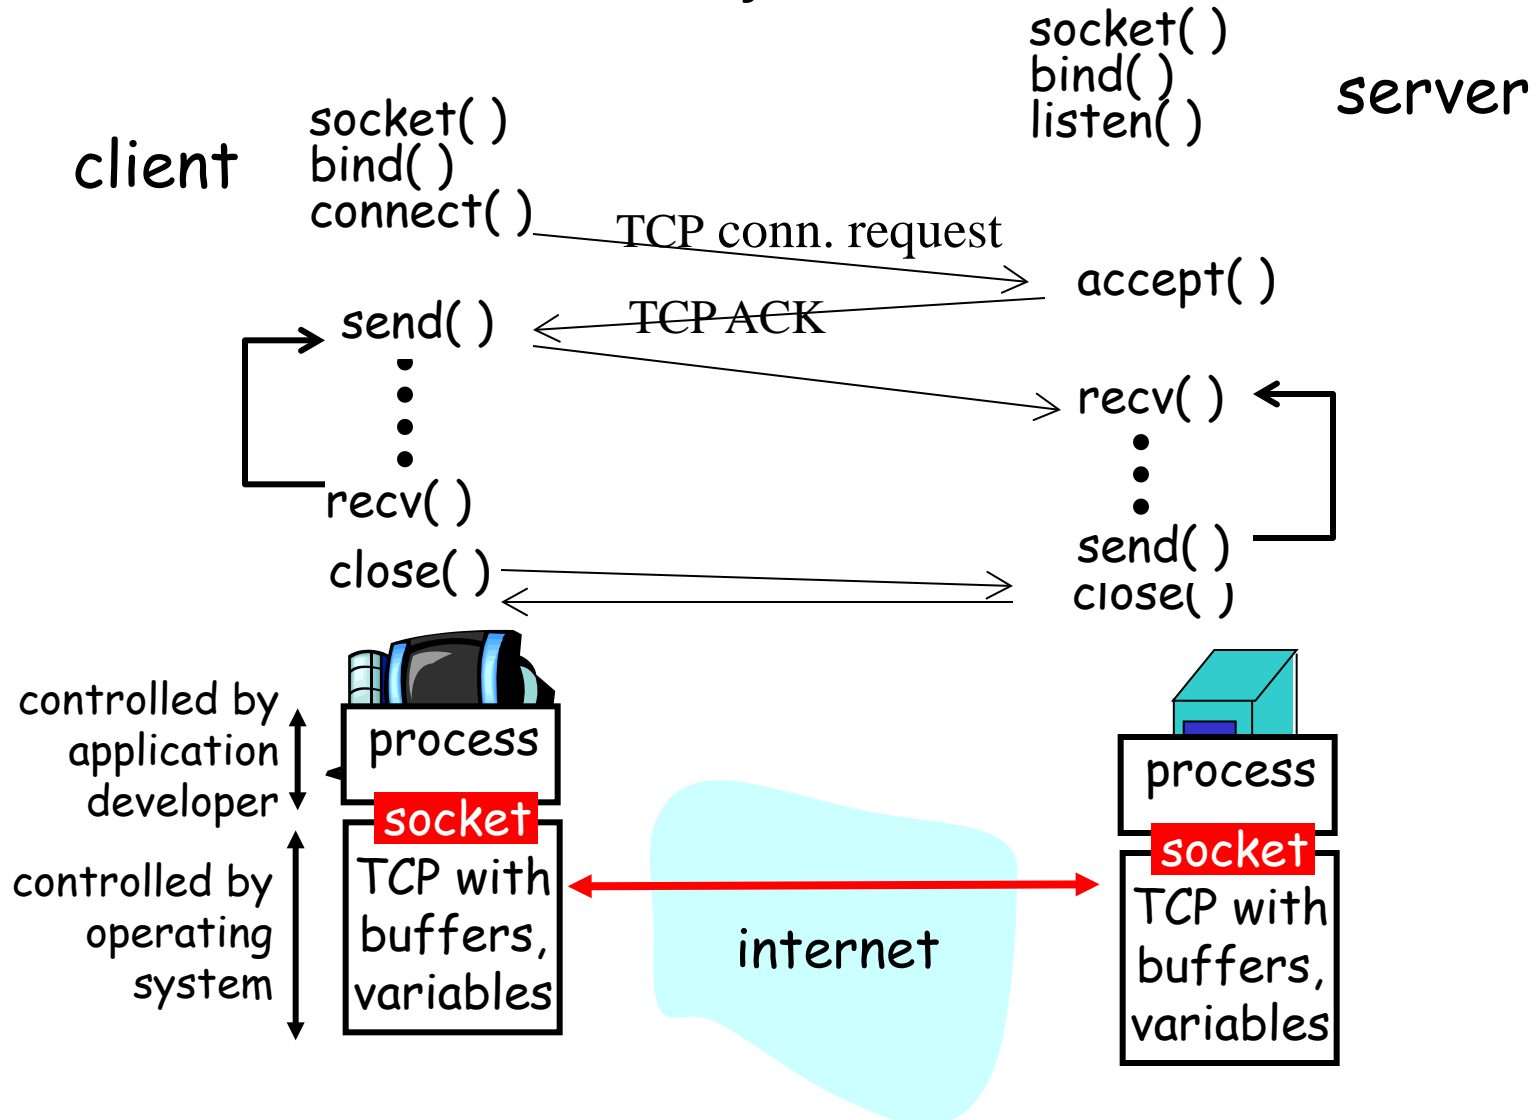 socket( )
bind( )
listen( )
server
client
socket( )
bind( )
connect( )
TCP conn. request
accept( )
send( )
TCP ACK
recv( )
recv( )
send( )
close( )
close( )
controlled by
application
developer
process
socket
controlled by
operating
system
TCP with
buffers,
variables
internet
process
socket
TCP with
buffers,
variables